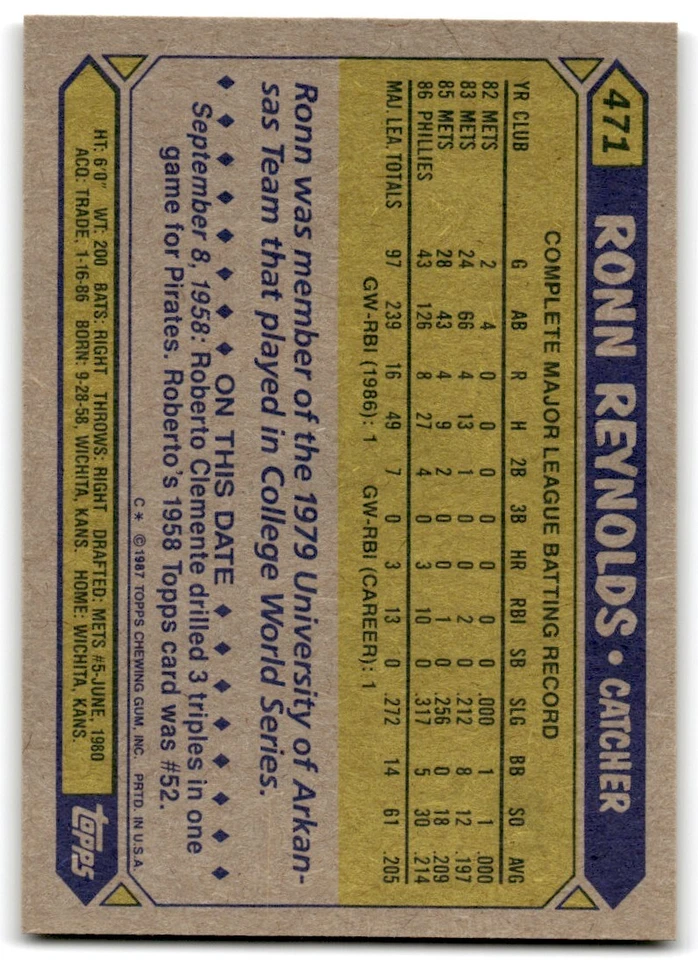 471 RONN REYNOLDS • CATCHER
COMPLETE MAJOR LEAGUE BATTING RECORD
YR CLUB G AB R H 2B 3B HR RBI SB SLG BB SO AVG
82 METS 2 4 0 0 0 0 0 0 0 .000 1 1 .000
83 METS 24 66 4 13 1 0 0 2 0 .212 8 12 .197
85 METS 28 43 4 9 2 0 0 1 0 .256 0 18 .209
86 PHILLIES 43 126 8 27 4 0 3 10 0 .317 5 30 .214
MAJ. LEA. TOTALS 97 239 16 49 7 0 3 13 0 .272 14 61 .205
GW-RBI (1986): 1 GW-RBI (CAREER): 1
Ronn was member of the 1979 University of Arkan-
sas Team that played in College World Series.
♦ ♦ ♦ ♦ ♦ ♦ ♦ ON THIS DATE ♦ ♦ ♦ ♦ ♦ ♦ ♦
September 8, 1958: Roberto Clemente drilled 3 triples in one
game for Pirates. Roberto's 1958 Topps card was #52.
C* ©1987 TOPPS CHEWING GUM, INC. PRTD. IN U.S.A
HT: 6'0" WT: 200 BATS: RIGHT THROWS: RIGHT DRAFTED: METS #5-JUNE, 1980
ACQ: TRADE, 1-16-86 BORN: 9-28-58, WICHITA, KANS. HOME: WICHITA, KANS.
topps